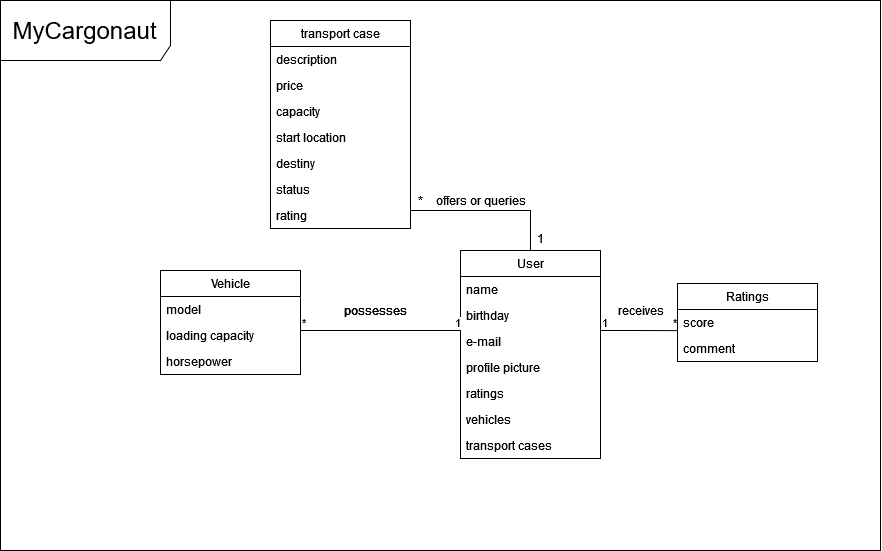 MyCargonaut
transport case
description
price
capacity
start location
destiny
status
rating
* offers or queries
1
User
name
birthday
e-mail
profile picture
ratings
vehicles
transport cases
Vehicle
model
loading capacity
horsepower
* possesses 1
1 receives *
Ratings
score
comment